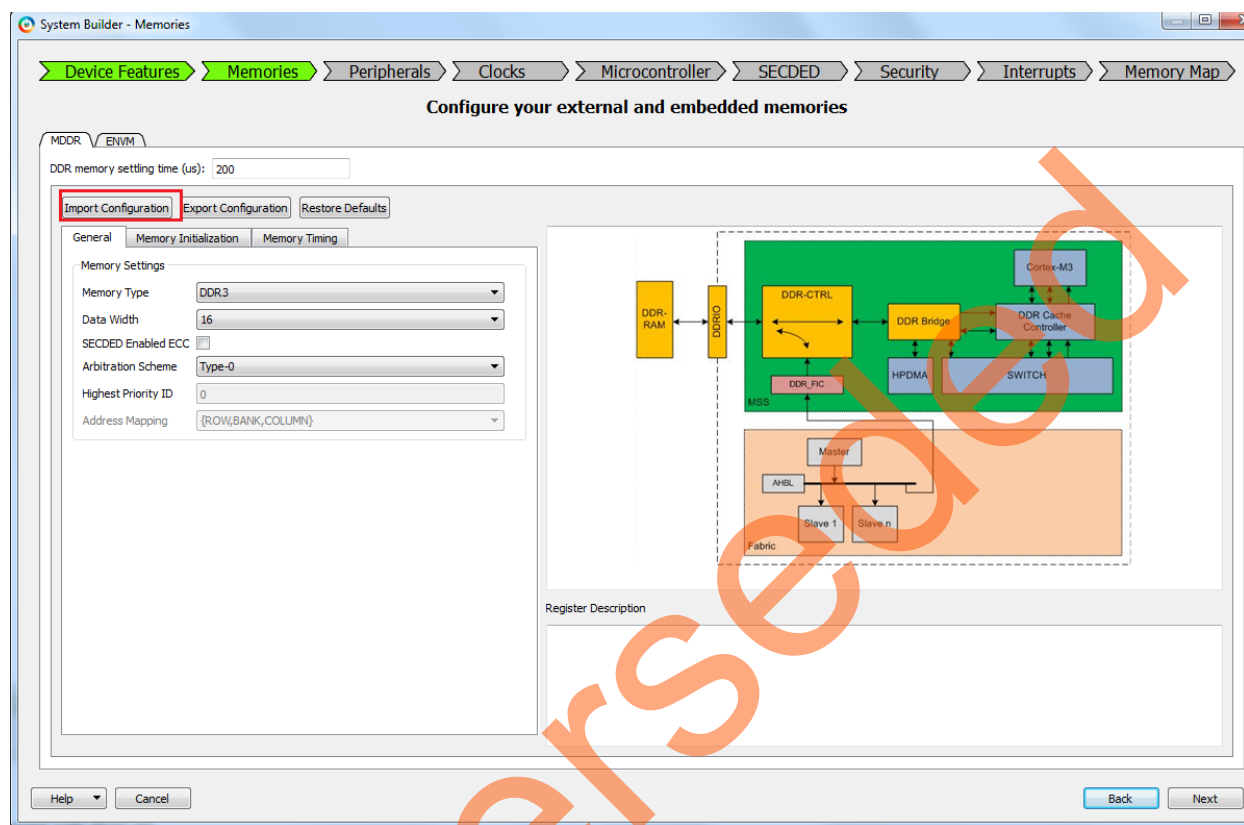 System Builder - Memories
Device Features Memories Peripherals Clocks Microcontroller SECDED Security Interrupts Memory Map
Configure your external and embedded memories
MDDR ENVM
DDR memory settling time (us): 200
Import Configuration Export Configuration Restore Defaults
General Memory Initialization Memory Timing
Memory Settings
Memory Type DDR3
Data Width 16
SECDED Enabled ECC
Arbitration Scheme Type-0
Highest Priority ID 0
Address Mapping {ROW,BANK,COLUMN}
DDR-
RAM
DDRIO
DDR-CTRL
DDR_FIC
MSS
DDR Bridge
HPDMA
Cortex-M3
DDR Cache
Controller
SWITCH
Master
AHBL
Slave 1 Slave n
Fabric
Register Description
Help Cancel Back Next
erseded